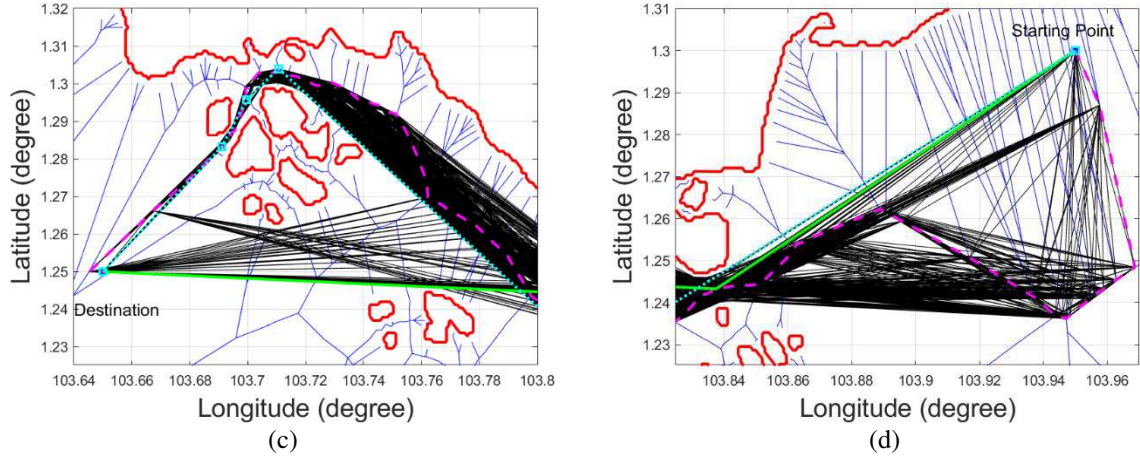 1.32
1.31
1.3
1.29
1.28
1.27
1.26
1.25
1.24
1.23
Latitude (degree)
Destination
103.64 103.66 103.68 103.7 103.72 103.74 103.76 103.78 103.8
Longitude (degree)
(c)
1.31
1.3
1.29
1.28
1.27
1.26
1.25
1.24
1.23
Latitude (degree)
Starting Point
103.84 103.86 103.88 103.9 103.92 103.94 103.96
Longitude (degree)
(d)